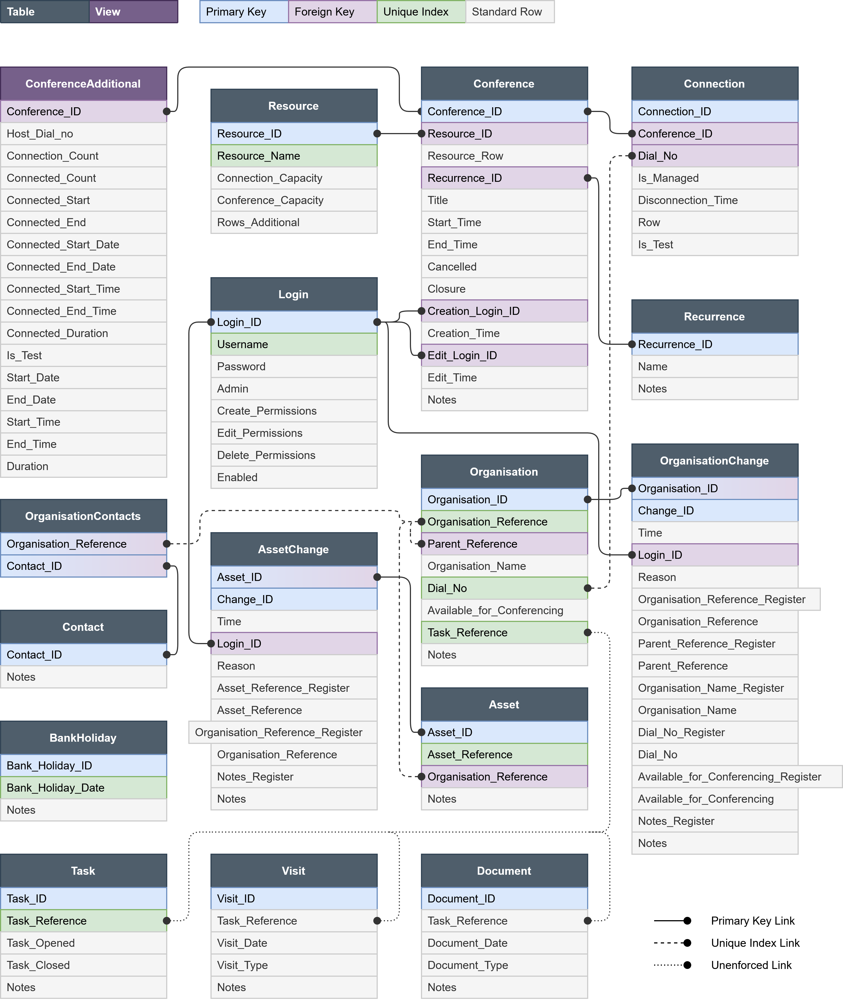 Table
View
Primary Key
Foreign Key
Unique Index
Standard Row
ConferenceAdditional
Conference_ID
Host_Dial_no
Connection_Count
Connected_Count
Connected_Start
Connected_End
Connected_Start_Date
Connected_End_Date
Connected_Start_Time
Connected_End_Time
Connected_Duration
Is_Test
Start_Date
End_Date
Start_Time
End_Time
Duration
Resource
Resource_ID
Resource_Name
Connection_Capacity
Conference_Capacity
Rows_Additional
Conference
Conference_ID
Resource_ID
Resource_Row
Recurrence_ID
Title
Start_Time
End_Time
Cancelled
Closure
Creation_Login_ID
Creation_Time
Edit_Login_ID
Edit_Time
Notes
Connection
Connection_ID
Conference_ID
Dial_No
Is_Managed
Disconnection_Time
Row
Is_Test
Login
Login_ID
Username
Password
Admin
Create_Permissions
Edit_Permissions
Delete_Permissions
Enabled
Recurrence
Recurrence_ID
Name
Notes
OrganisationContacts
Organisation_Reference
Contact_ID
Contact
Contact_ID
Notes
BankHoliday
Bank_Holiday_ID
Bank_Holiday_Date
Notes
AssetChange
Asset_ID
Change_ID
Time
Login_ID
Reason
Asset_Reference_Register
Asset_Reference
Organisation_Reference_Register
Organisation_Reference
Notes_Register
Notes
Organisation
Organisation_ID
Organisation_Reference
Parent_Reference
Organisation_Name
Dial_No
Available_for_Conferencing
Task_Reference
Notes
Asset
Asset_ID
Asset_Reference
Organisation_Reference
Notes
OrganisationChange
Organisation_ID
Change_ID
Time
Login_ID
Reason
Organisation_Reference_Register
Organisation_Reference
Parent_Reference_Register
Parent_Reference
Organisation_Name_Register
Organisation_Name
Dial_No_Register
Dial_No
Available_for_Conferencing_Register
Available_for_Conferencing
Notes_Register
Notes
Task
Task_ID
Task_Reference
Task_Opened
Task_Closed
Notes
Visit
Visit_ID
Task_Reference
Visit_Date
Visit_Type
Notes
Document
Document_ID
Task_Reference
Document_Date
Document_Type
Notes
Primary Key Link
Unique Index Link
Unenforced Link